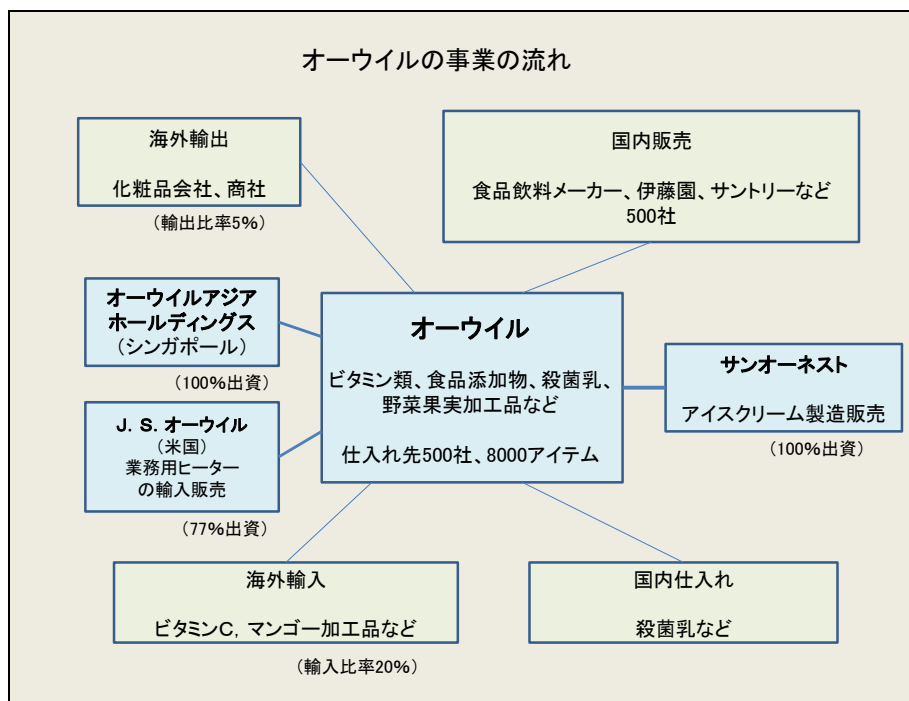 オーウイルの事業の流れ
海外輸出
化粧品会社、商社
（輸出比率5%）
国内販売
食品飲料メーカー、伊藤園、サントリーなど
500社
オーウイルアジア
ホールディングス
（シンガポール）
（100%出資）
J. S. オーウイル
（米国）
業務用ヒーター
の輸入販売
（77%出資）
オーウイル
ビタミン類、食品添加物、殺菌乳、
野菜果実加工品など
仕入れ先500社、8000アイテム
サンオーネスト
アイスクリーム製造販売
（100%出資）
海外輸入
ビタミンC，マンゴー加工品など
（輸入比率20%）
国内仕入れ
殺菌乳など